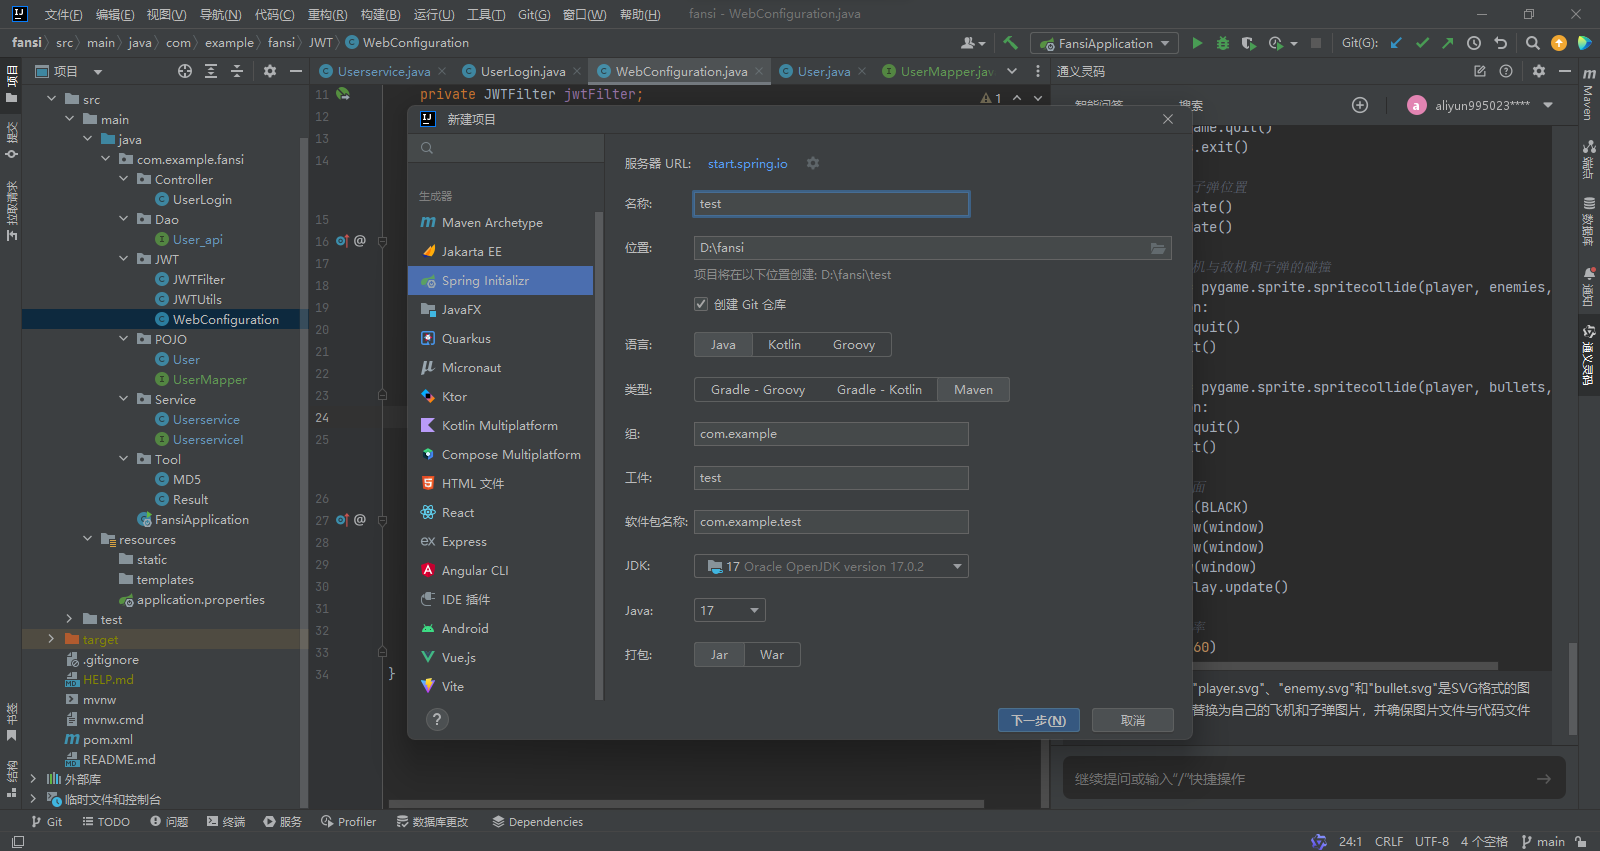 文件(F) 编辑(E) 视图(V) 导航(N) 代码(C) 重构(R) 构建(B) 运行(U) 工具(T) Git(G) 窗口(W) 帮助(H) fansi - WebConfiguration.java
fansi src main java com example fansi JWT WebConfiguration FansiApplication Git(G):
项目 Userservice.java UserLogin.java WebConfiguration.java User.java UserMapper.jav 通义灵码
src
main
java
com.example.fansi
Controller
UserLogin
Dao
User_api
JWT
JWTFilter
JWTUtils
WebConfiguration
POJO
User
UserMapper
Service
Userservice
UserserviceI
Tool
MD5
Result
FansiApplication
resources
static
templates
application.properties
test
target
.gitignore
HELP.md
mvnw
mvnw.cmd
pom.xml
README.md
外部库
临时文件和控制台
项目
提交
拉取请求
书签
结构
11 private JWTFilter jwtFilter; 1
12
13
14
15
16 @
17
18
19
20
21
22
23
24
25
26
27 @
28
29
30
31
32
33
34 }
新建项目
生成器
Maven Archetype
Jakarta EE
Spring Initializr
JavaFX
Quarkus
Micronaut
Ktor
Kotlin Multiplatform
Compose Multiplatform
HTML 文件
React
ex Express
Angular CLI
IDE 插件
Android
Vue.js
Vite
服务器 URL: start.spring.io
名称: test
位置: D:\fansi
项目将在以下位置创建: D:\fansi\test
创建 Git 仓库
语言: Java Kotlin Groovy
类型: Gradle - Groovy Gradle - Kotlin Maven
组: com.example
工件: test
软件包名称: com.example.test
JDK: 17 Oracle OpenJDK version 17.0.2
Java: 17
打包: Jar War
? 下一步(N) 取消
智能问答 搜索 a aliyun995023****
ame.quit()
.exit()
子弹位置
ate()
ate()
机与敌机和子弹的碰撞
pygame.sprite.spritecollide(player, enemies,
n:
quit()
t()
pygame.sprite.spritecollide(player, bullets,
n:
quit()
t()
面
(BLACK)
w(window)
w(window)
(window)
lay.update()
率
60)
"player.svg"、"enemy.svg"和"bullet.svg"是SVG格式的图
替换为自己的飞机和子弹图片，并确保图片文件与代码文件
继续提问或输入"/"快捷操作
m
Maven
端点
数据库
通知
通义灵码
Git TODO 问题 终端 服务 Profiler 数据库更改 Dependencies
24:1 CRLF UTF-8 4 个空格 main